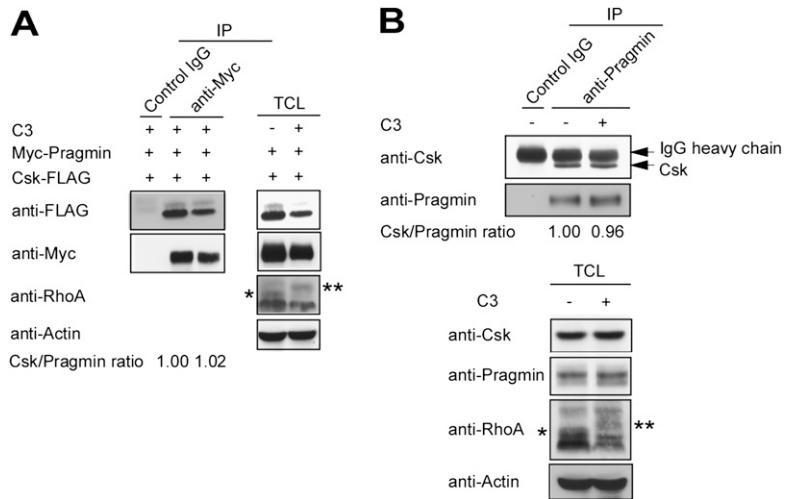 A
IP
Control IgG
anti-Myc
TCL
C3 + + + - +
Myc-Pragmin + + + + +
Csk-FLAG + + + + +
anti-FLAG
anti-Myc
anti-RhoA * **
anti-Actin
Csk/Pragmin ratio 1.00 1.02
B
IP
Control IgG
anti-Pragmin
C3 - - +
anti-Csk
IgG heavy chain
Csk
anti-Pragmin
Csk/Pragmin ratio 1.00 0.96
TCL
C3 - +
anti-Csk
anti-Pragmin
anti-RhoA * **
anti-Actin